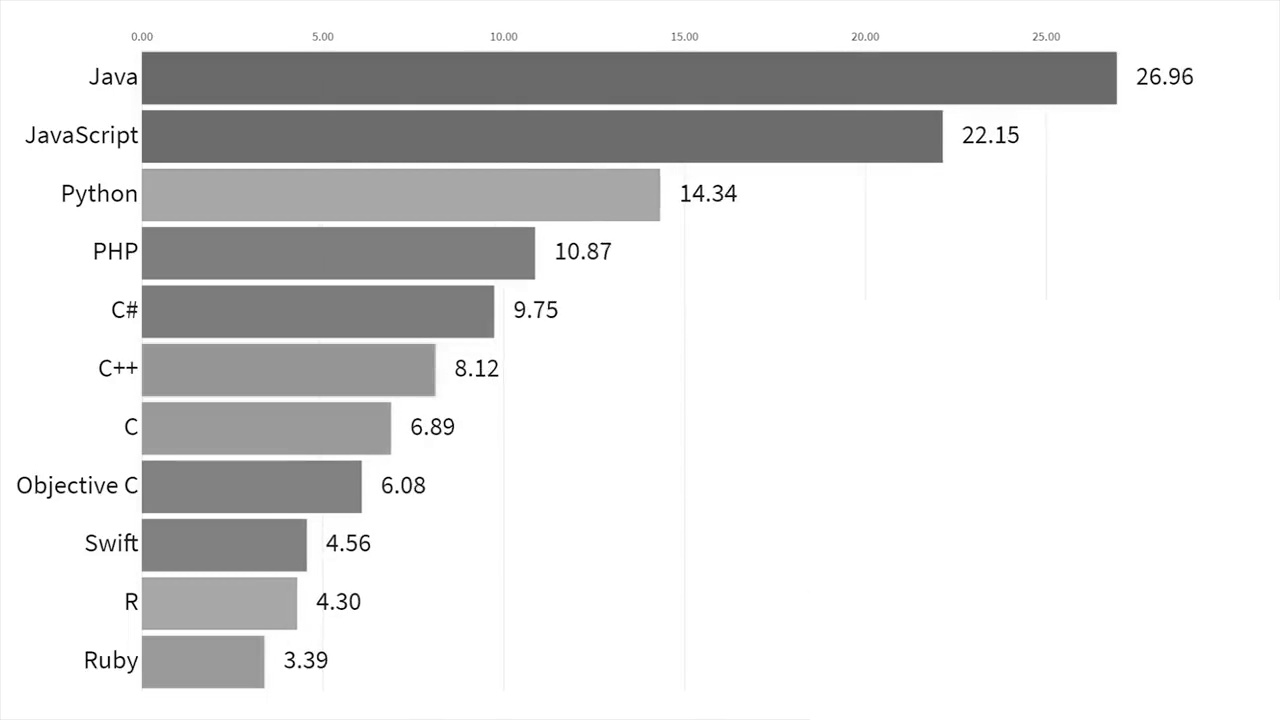 0.00 5.00 10.00 15.00 20.00 25.00
Java 26.96
JavaScript 22.15
Python 14.34
PHP 10.87
C# 9.75
C++ 8.12
C 6.89
Objective C 6.08
Swift 4.56
R 4.30
Ruby 3.39